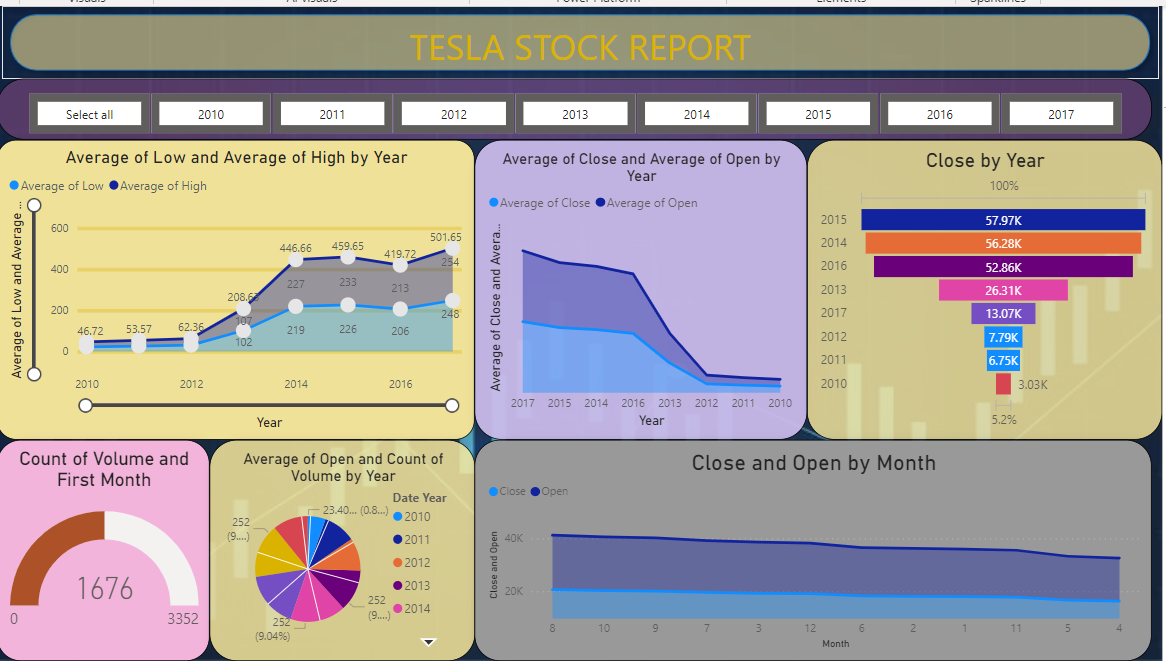 Visuals
AI visuals
Power Platform
Elements
Sparklines
TESLA STOCK REPORT
Select all
2010
2011
2012
2013
2014
2015
2016
2017
Average of Low and Average of High by Year
Average of Low
Average of High
Average of Low and Average ...
600
400
200
0
46.72
53.57
62.36
208.63
446.66
459.65
419.72
501.65
107
227
233
213
254
102
219
226
206
248
2010
2012
2014
2016
Year
Average of Close and Average of Open by
Year
Average of Close
Average of Open
Average of Close and Avera...
2017
2015
2014
2016
2013
2012
2011
2010
Year
Close by Year
100%
2015
57.97K
2014
56.28K
2016
52.86K
2013
26.31K
2017
13.07K
2012
7.79K
2011
6.75K
2010
3.03K
5.2%
Count of Volume and
First Month
1676
0
3352
Average of Open and Count of
Volume by Year
Date Year
2010
2011
2012
2013
2014
23.40... (0.8...)
252
(9....)
252
(9....)
252
(9.04%)
Close and Open by Month
Close
Open
Close and Open
40K
20K
8
10
9
7
3
12
6
2
1
11
5
4
Month